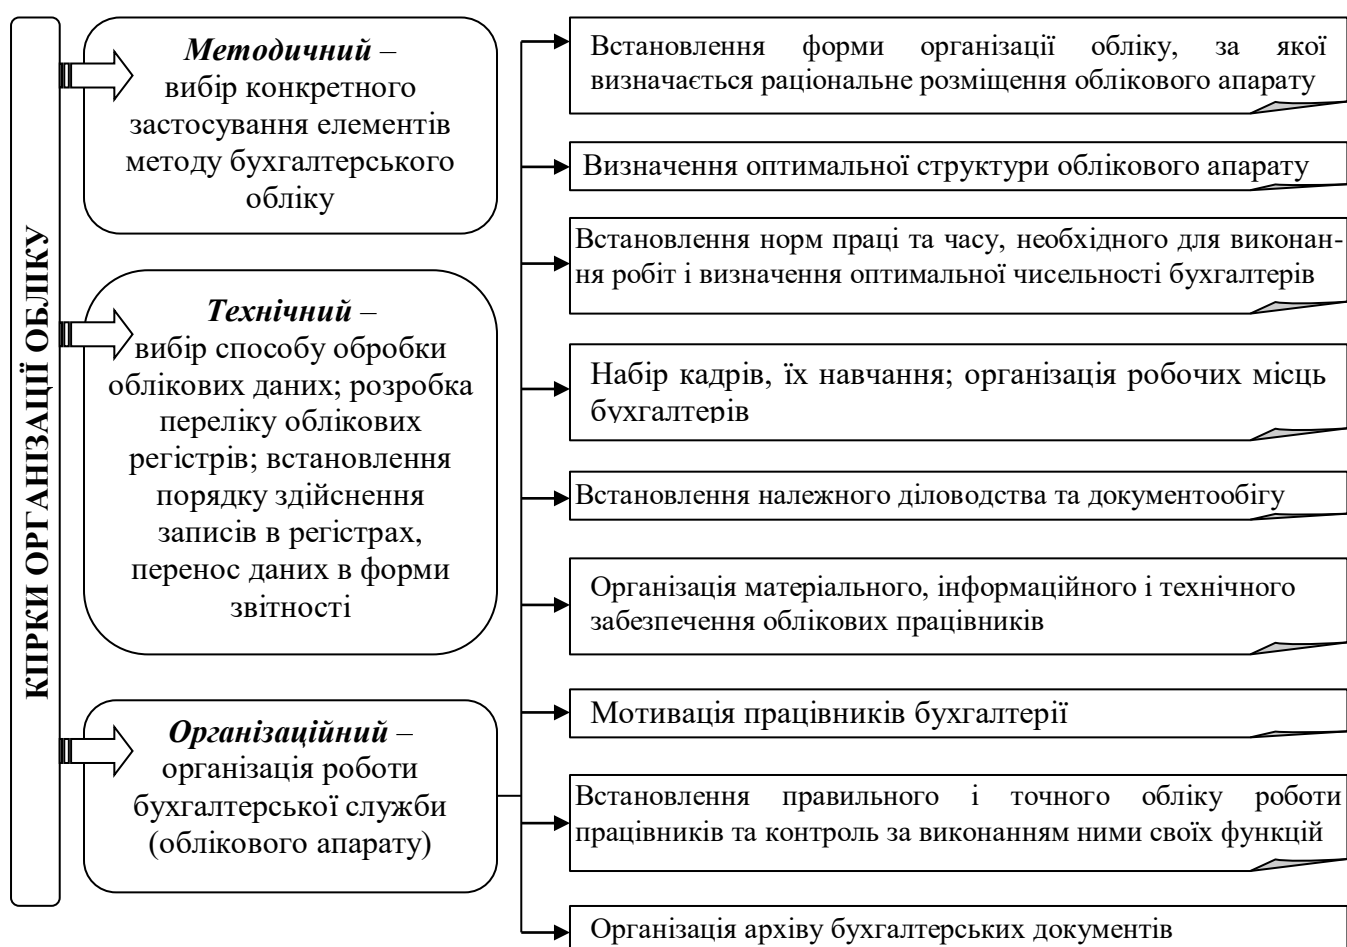 КПРКИ ОРГАНІЗАЦІЇ ОБЛІКУ
Методичний –
вибір конкретного
застосування елементів
методу бухгалтерського
обліку
Технічний –
вибір способу обробки
облікових даних; розробка
переліку облікових
регістрів; встановлення
порядку здійснення
записів в регістрах,
перенос даних в форми
звітності
Організаційний –
організація роботи
бухгалтерської служби
(облікового апарату)
Встановлення форми організації обліку, за якої
визначається раціональне розміщення облікового апарату
Визначення оптимальної структури облікового апарату
Встановлення норм праці та часу, необхідного для виконан-
ня робіт і визначення оптимальної чисельності бухгалтерів
Набір кадрів, їх навчання; організація робочих місць
бухгалтерів
Встановлення належного діловодства та документообігу
Організація матеріального, інформаційного і технічного
забезпечення облікових працівників
Мотивація працівників бухгалтерії
Встановлення правильного і точного обліку роботи
працівників та контроль за виконанням ними своїх функцій
Організація архіву бухгалтерських документів